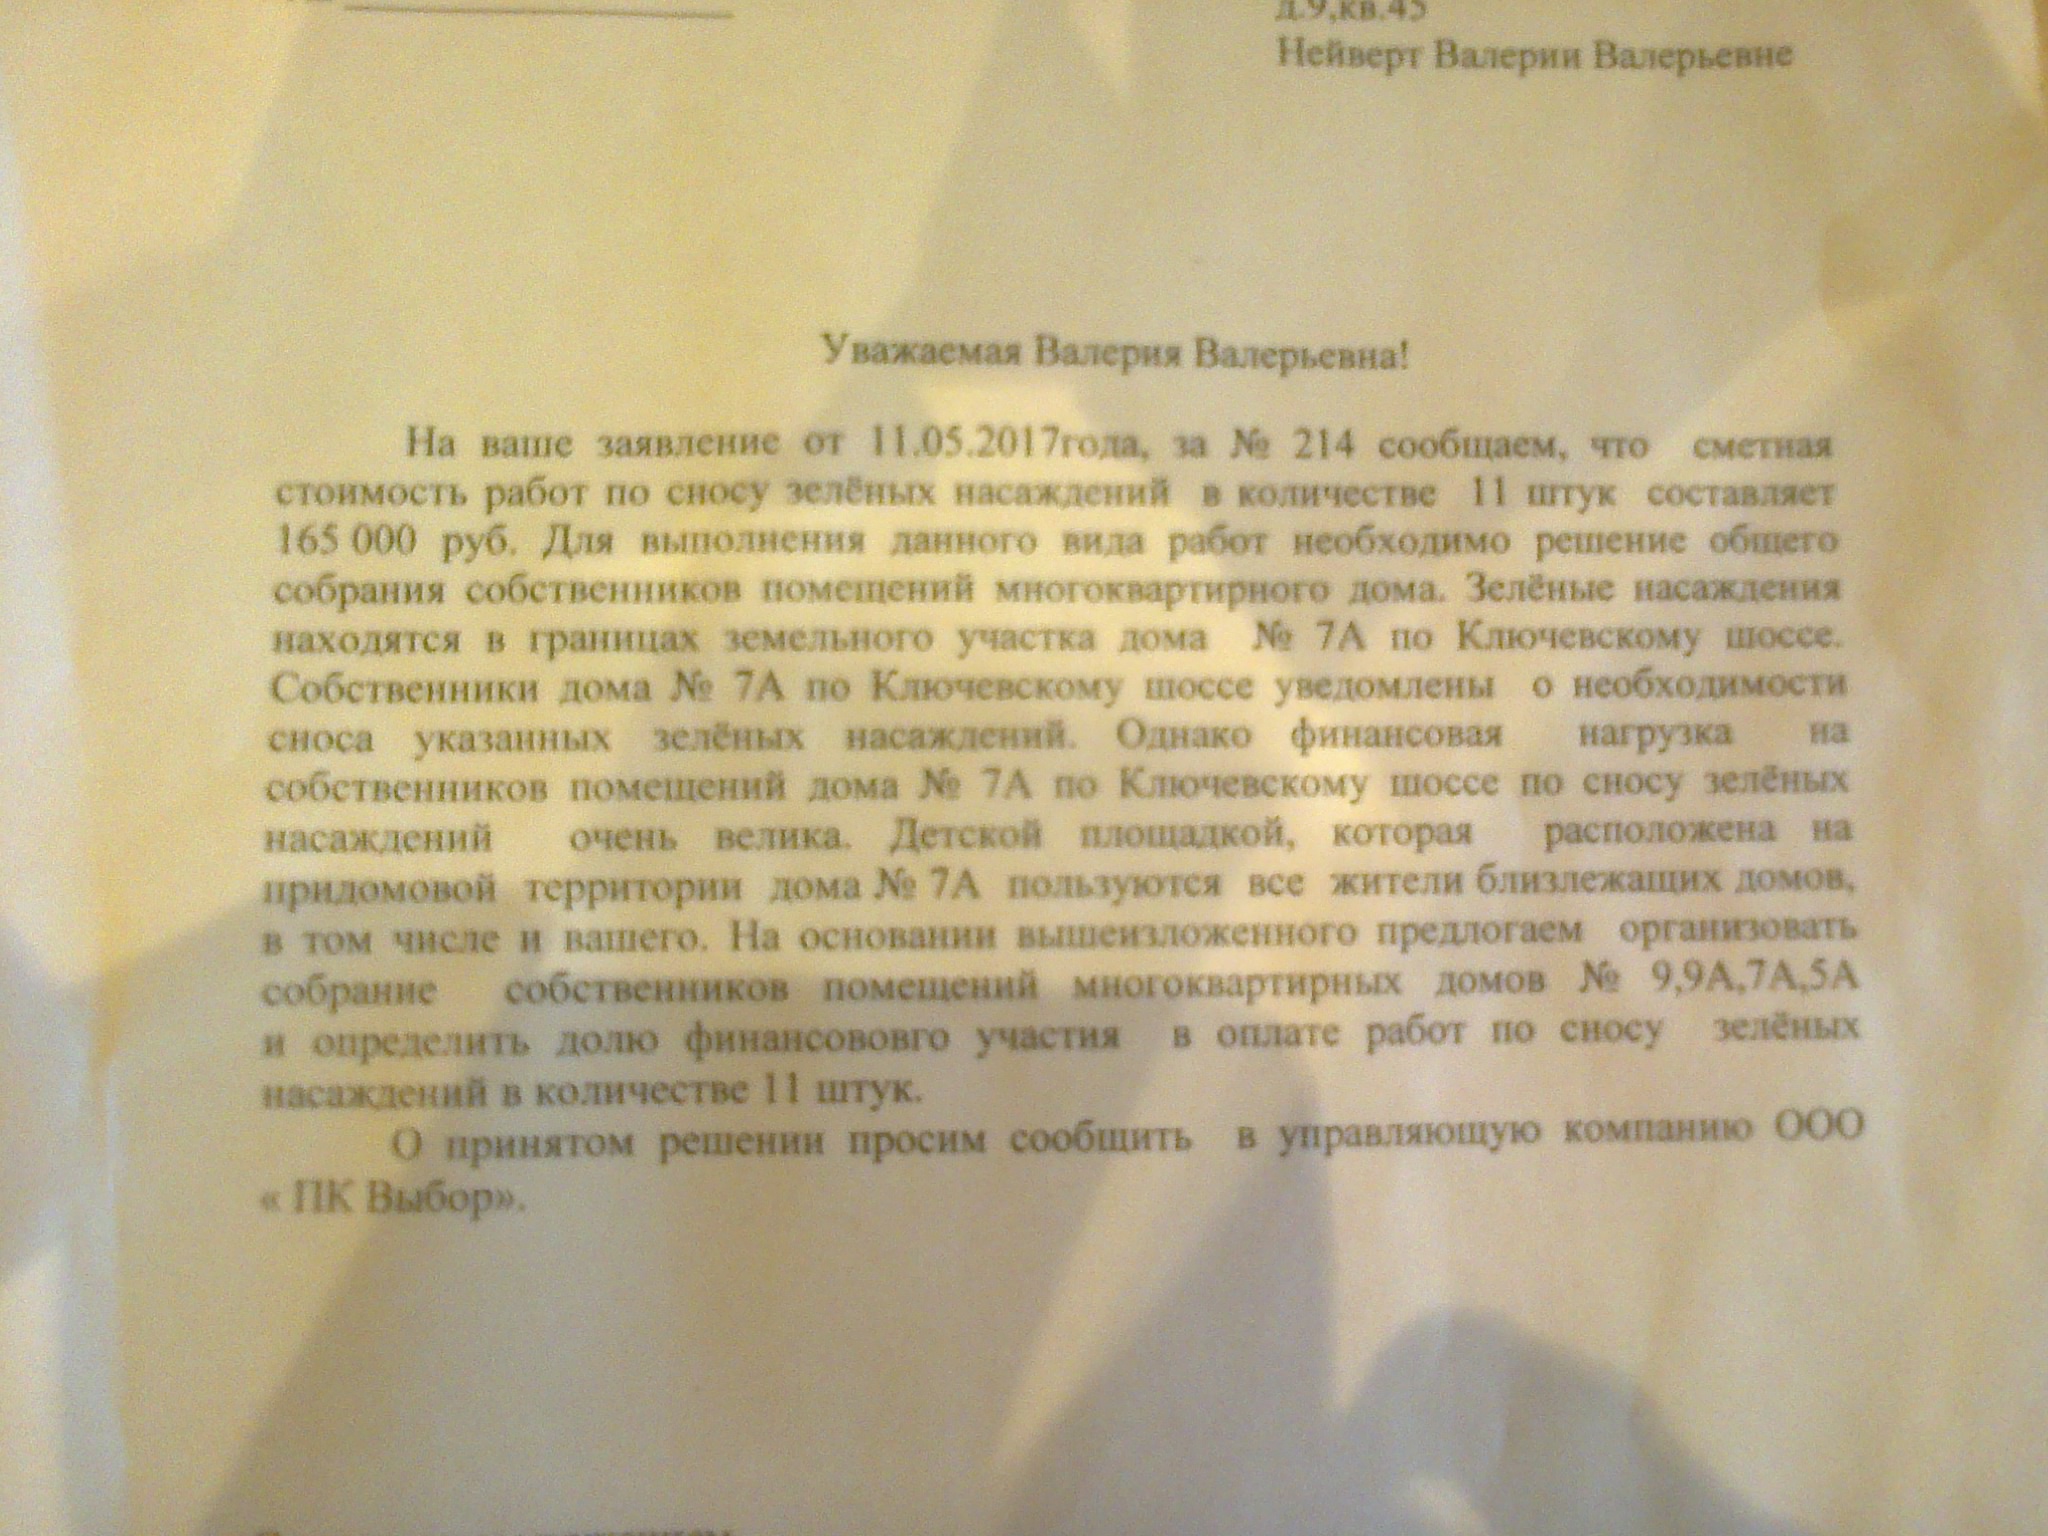 д.9,кв.45
Нейверт Валерии Валерьевне
Уважаемая Валерия Валерьевна!
На ваше заявление от 11.05.2017года, за № 214 сообщаем, что сметная
стоимость работ по сносу зелёных насаждений в количестве 11 штук составляет
165 000 руб. Для выполнения данного вида работ необходимо решение общего
собрания собственников помещений многоквартирного дома. Зелёные насаждения
находятся в границах земельного участка дома № 7А по Ключевскому шоссе.
Собственники дома № 7А по Ключевскому шоссе уведомлены о необходимости
сноса указанных зелёных насаждений. Однако финансовая нагрузка на
собственников помещений дома № 7А по Ключевскому шоссе по сносу зелёных
насаждений очень велика. Детской площадкой, которая расположена на
придомовой территории дома № 7А пользуются все жители близлежащих домов,
в том числе и вашего. На основании вышеизложенного предлогаем организовать
собрание собственников помещений многоквартирных домов № 9,9А,7А,5А
и определить долю финансововго участия в оплате работ по сносу зелёных
насаждений в количестве 11 штук.
О принятом решении просим сообщить в управляющую компанию ООО
« ПК Выбор».